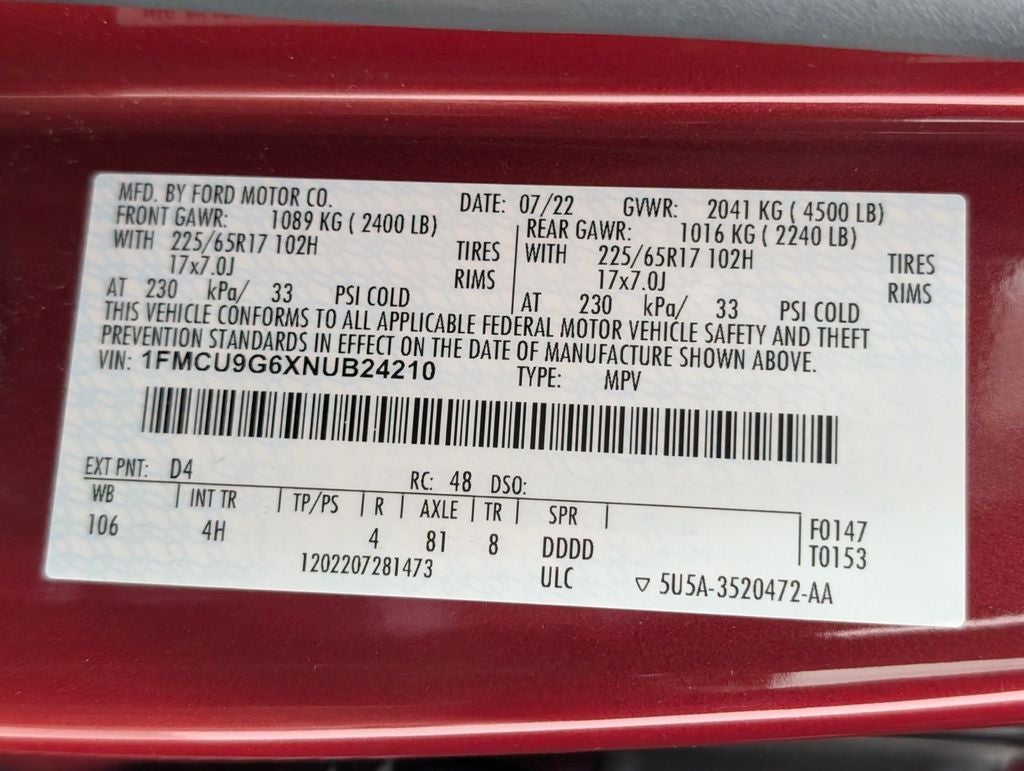 MFD. BY FORD MOTOR CO. DATE: 07/22 GVWR: 2041 KG ( 4500 LB)
FRONT GAWR: 1089 KG ( 2400 LB) REAR GAWR: 1016 KG ( 2240 LB)
WITH 225/65R17 102H TIRES WITH 225/65R17 102H TIRES
17x7.0J RIMS 17x7.0J RIMS
AT 230 kPa/ 33 PSI COLD AT 230 kPa/ 33 PSI COLD
THIS VEHICLE CONFORMS TO ALL APPLICABLE FEDERAL MOTOR VEHICLE SAFETY AND THEFT
PREVENTION STANDARDS IN EFFECT ON THE DATE OF MANUFACTURE SHOWN ABOVE.
VIN: 1FMCU9G6XNUB24210 TYPE: MPV
EXT PNT: D4 RC: 48 DSO:
WB INT TR TP/PS R AXLE TR SPR F0147
106 4H 4 81 8 DDDD T0153
1202207281473 ULC ▽ 5U5A-3520472-AA